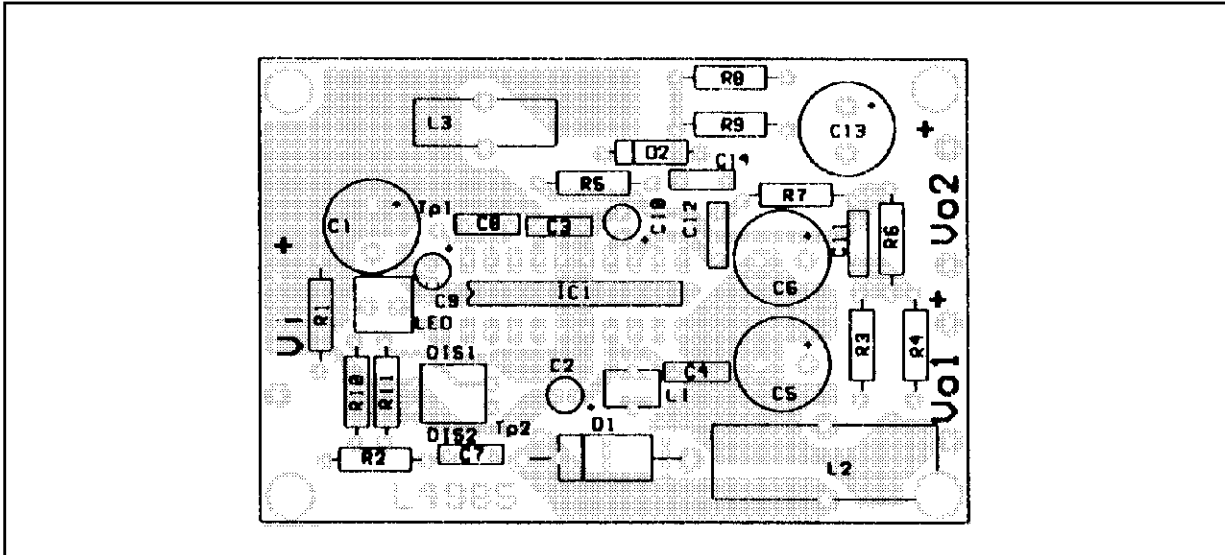 R8
L3
R9
C13
+
D2
C14
R5
R7
Tp1
C1
C8
C3
C10
C12
C11
R6
Vo2
+
C9
IC1
C6
+
R1
LED
Vi
R3
R4
DIS1
C2
C4
C5
Vo1
R10
R11
L1
DIS2
Tp2
D1
R2
C7
L2
L4985